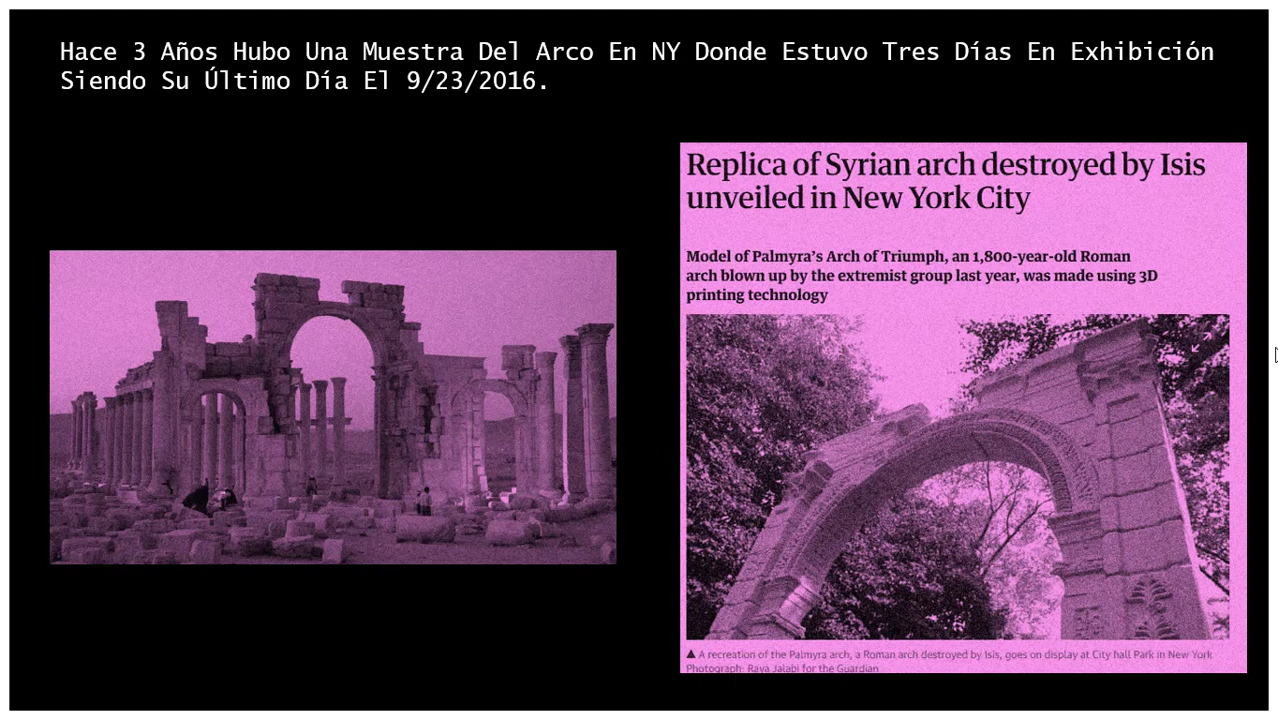 Hace 3 Años Hubo Una Muestra Del Arco En NY Donde Estuvo Tres Días En Exhibición
Siendo Su Último Día El 9/23/2016.
Replica of Syrian arch destroyed by Isis
unveiled in New York City
Model of Palmyra's Arch of Triumph, an 1,800-year-old Roman
arch blown up by the extremist group last year, was made using 3D
printing technology
▲ A recreation of the Palmyra arch, a Roman arch destroyed by Isis, goes on display at City hall Park in New York
Photograph: Raya Jalabi for the Guardian